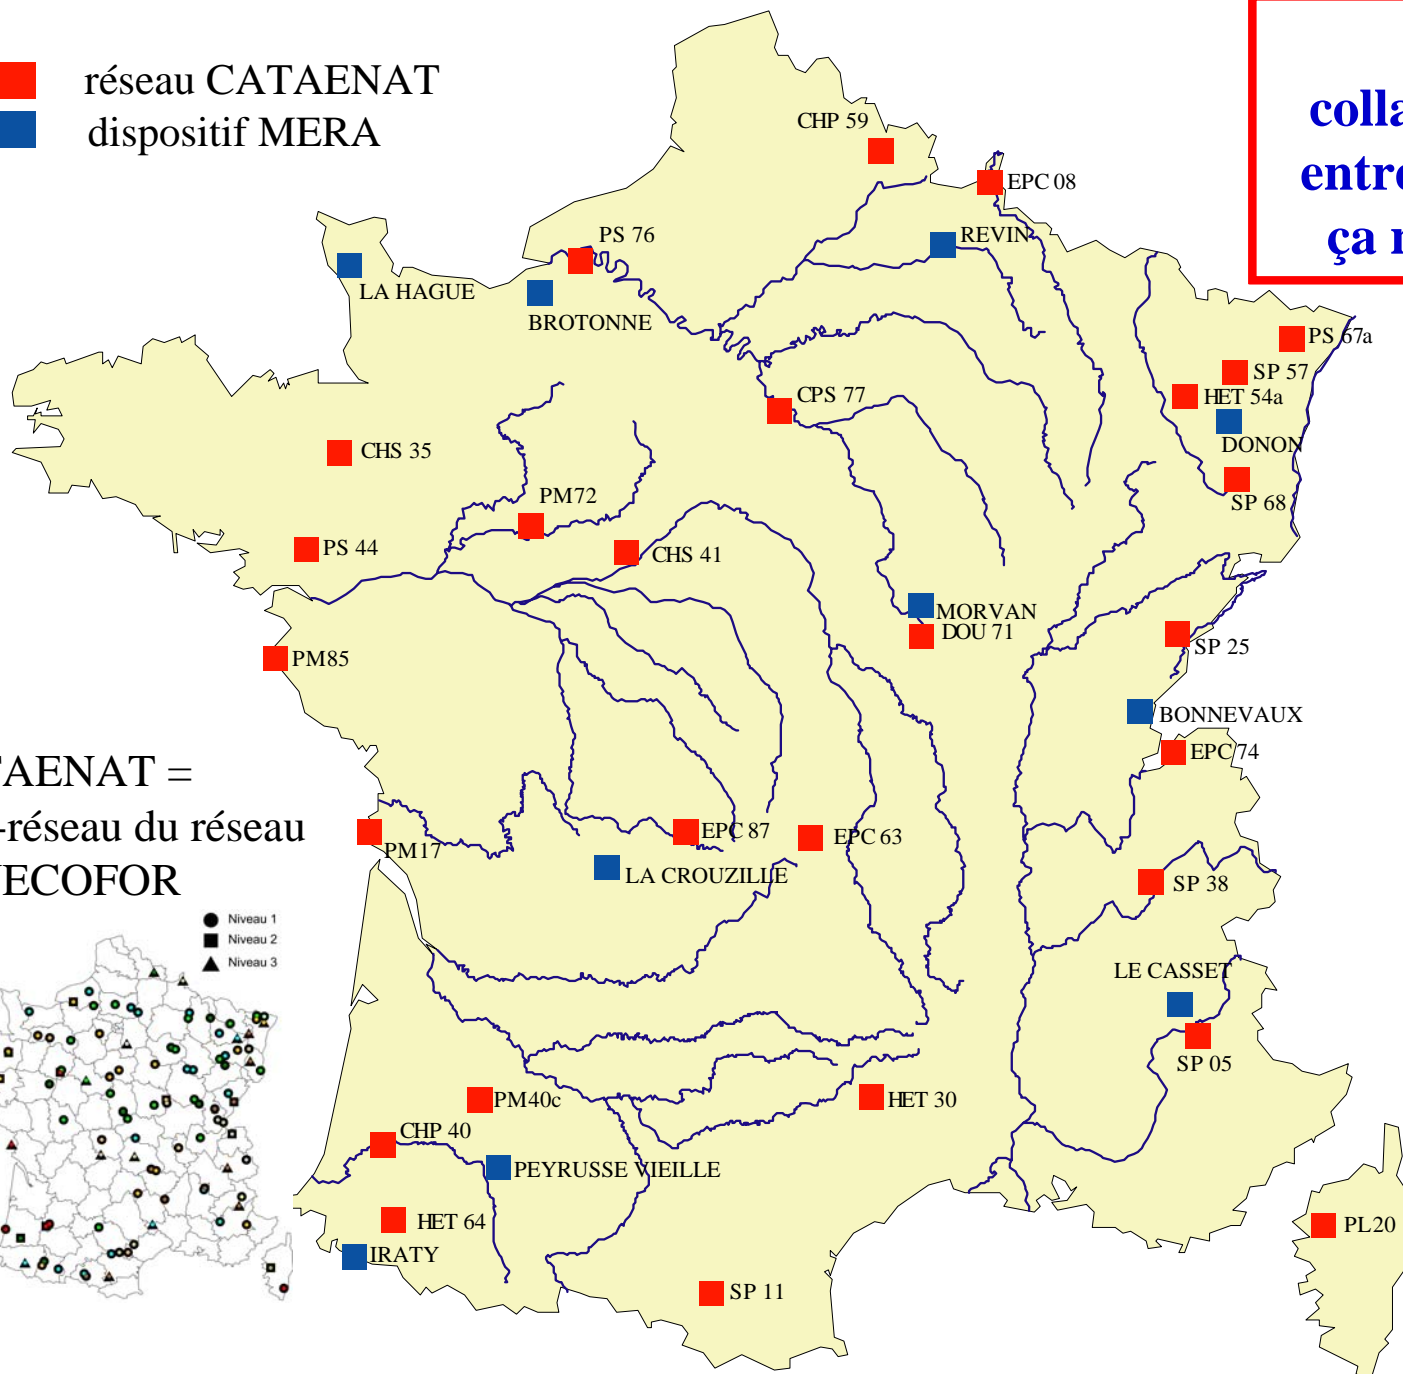 réseau CATAENAT
dispositif MERA
entre
CHP 59
EPC 08
PS 76
REVIN
LA HAGUE
BROTONNE
PS 67a
SP 57
HET 54a
CPS 77
DONON
CHS 35
SP 68
PM72
PS 44
CHS 41
MORVAN
DOU 71
SP 25
PM85
BONNEVAUX
EPC 74
TAENAT =
-réseau du réseau
ECOFOR
EPC 87
EPC 63
PM17
LA CROUZILLE
SP 38
Niveau 1
Niveau 2
Niveau 3
LE CASSET
SP 05
PM40c
HET 30
CHP 40
PEYRUSSE VIEILLE
HET 64
IRATY
PL20
SP 11